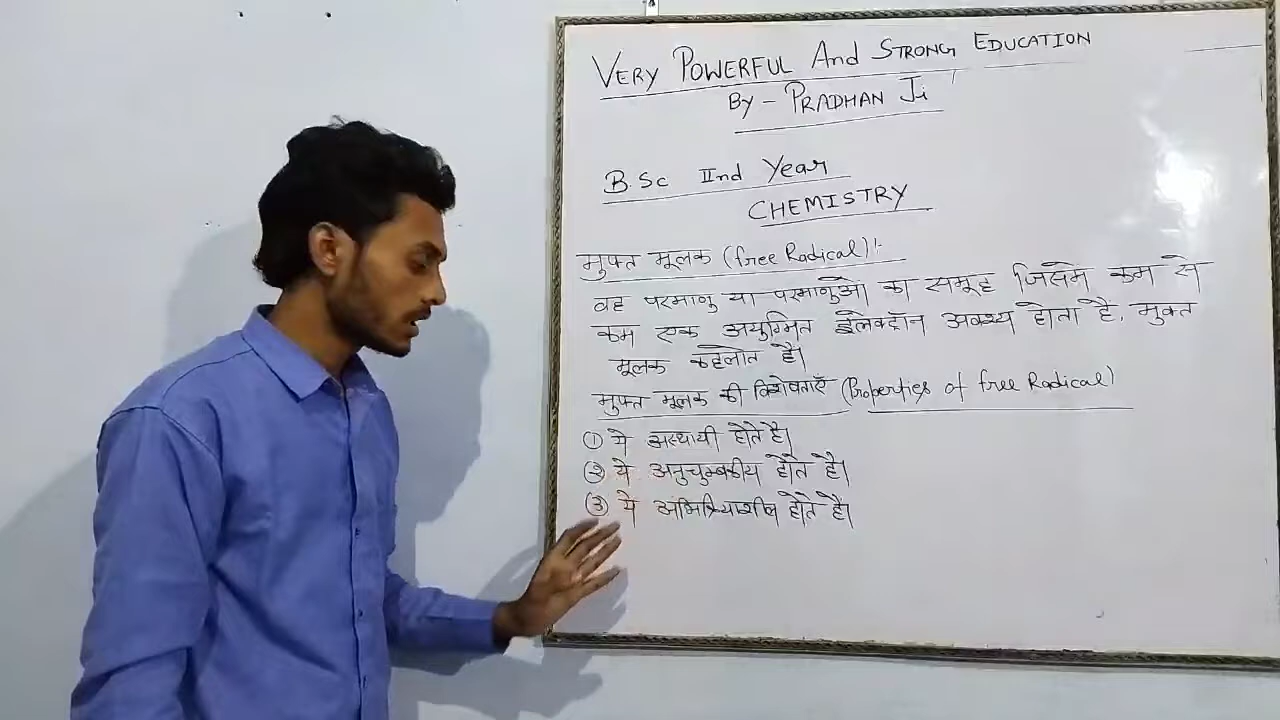 VERY POWERFUL And STRONG EDUCATION
By - PRADHAN Ji
B.Sc IInd Year
CHEMISTRY
मुक्त मूलक (free Radical) :-
वह परमानु या परमानुओ का समूह जिसमे कम से
कम एक अयुग्मित इलेक्ट्रॉन अवश्य होता है, मुक्त
मूलक कहलाेत है।
मुक्त मूलक की विशेषताएँ (Properties of free Radical)
① ये अस्थायी होते है।
② ये अनुचुम्बकीय होते है।
③ ये अभिक्रियाशील होते है।